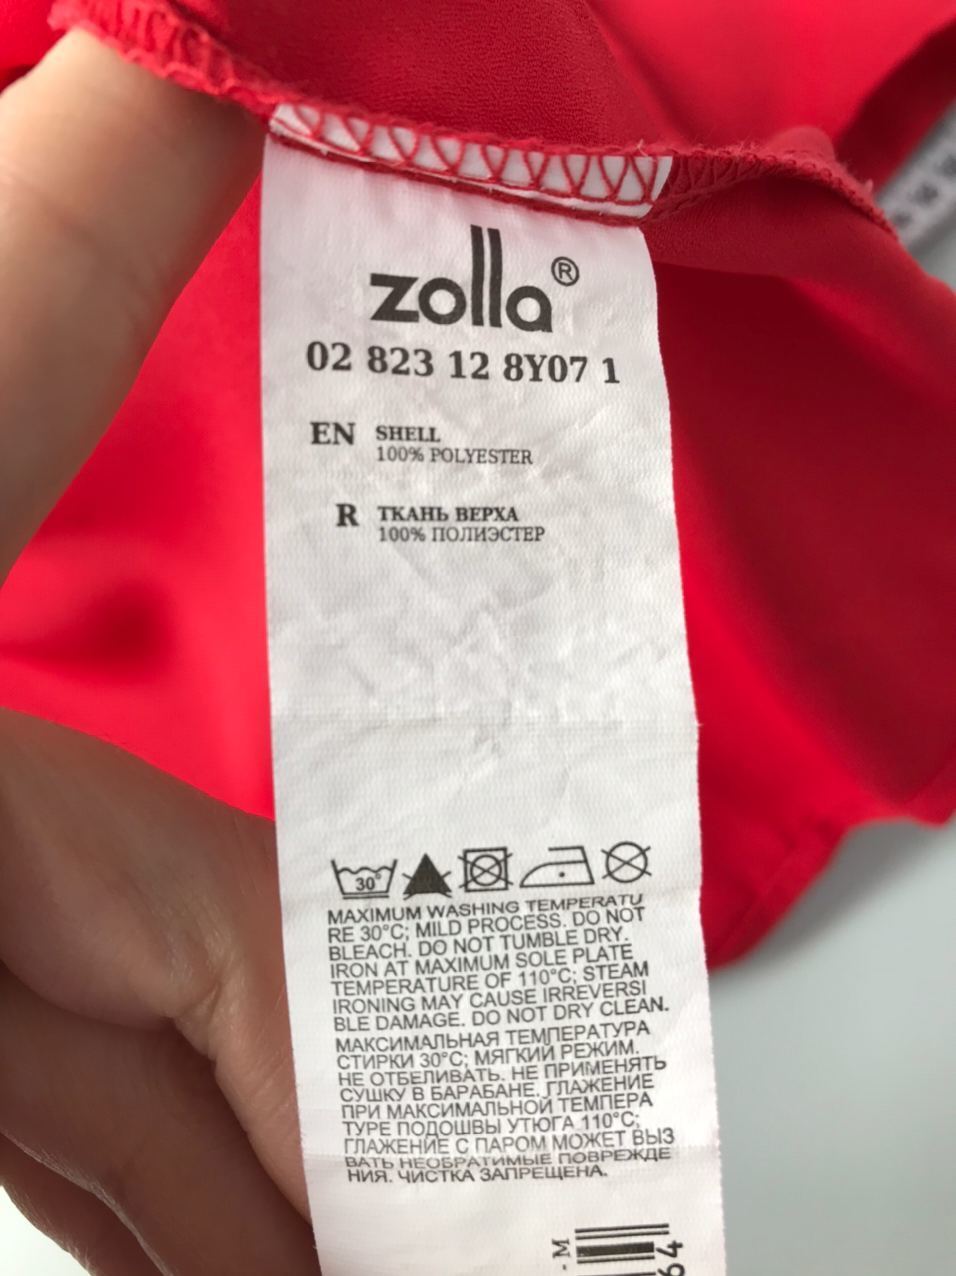 zolla®
02 823 12 8Y07 1
EN SHELL
100% POLYESTER
R ТКАНЬ ВЕРХА
100% ПОЛИЭСТЕР
30°
MAXIMUM WASHING TEMPERATU
RE 30°C; MILD PROCESS. DO NOT
BLEACH. DO NOT TUMBLE DRY.
IRON AT MAXIMUM SOLE PLATE
TEMPERATURE OF 110°C; STEAM
IRONING MAY CAUSE IRREVERSI
BLE DAMAGE. DO NOT DRY CLEAN.
МАКСИМАЛЬНАЯ ТЕМПЕРАТУРА
СТИРКИ 30°C; МЯГКИЙ РЕЖИМ.
НЕ ОТБЕЛИВАТЬ. НЕ ПРИМЕНЯТЬ
СУШКУ В БАРАБАНЕ. ГЛАЖЕНИЕ
ПРИ МАКСИМАЛЬНОЙ ТЕМПЕРА
ТУРЕ ПОДОШВЫ УТЮГА 110°C;
ГЛАЖЕНИЕ С ПАРОМ МОЖЕТ ВЫЗ
ВАТЬ НЕОБРАТИМЫЕ ПОВРЕЖДЕ
НИЯ. ЧИСТКА ЗАПРЕЩЕНА.
- M
64